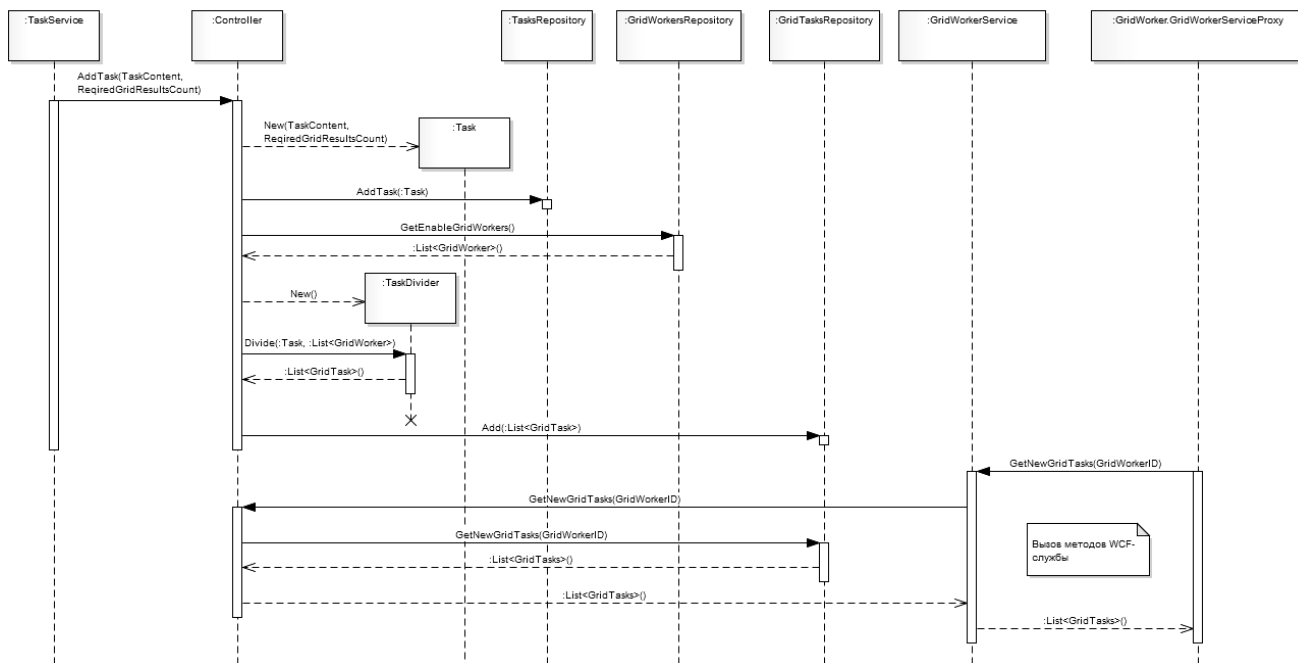 :TaskService
:Controller
:TasksRepository
:GridWorkersRepository
:GridTasksRepository
:GridWorkerService
:GridWorker.GridWorkerServiceProxy
AddTask(TaskContent,
ReqiredGridResultsCount)
New(TaskContent,
ReqiredGridResultsCount)
:Task
AddTask(:Task)
GetEnableGridWorkers()
:List<GridWorker>()
:TaskDivider
New()
Divide(:Task, :List<GridWorker>)
:List<GridTask>()
Add(:List<GridTask>)
GetNewGridTasks(GridWorkerID)
GetNewGridTasks(GridWorkerID)
GetNewGridTasks(GridWorkerID)
Вызов методов WCF-
службы
:List<GridTasks>()
:List<GridTasks>()
:List<GridTasks>()